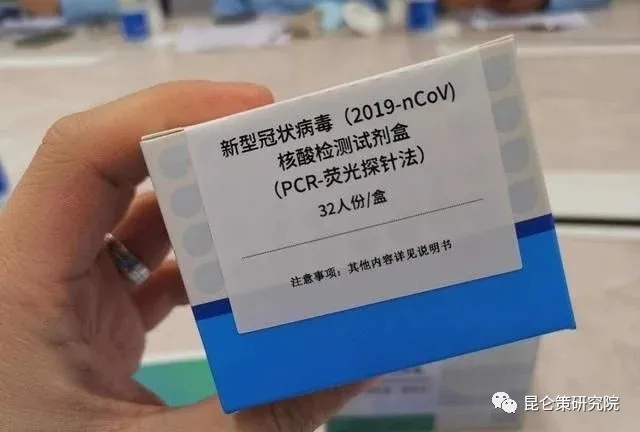 新型冠状病毒（2019-nCoV)
核酸检测试剂盒
（PCR-荧光探针法）
32人份/盒
注意事项：其他内容详见说明书
昆仑策研究院